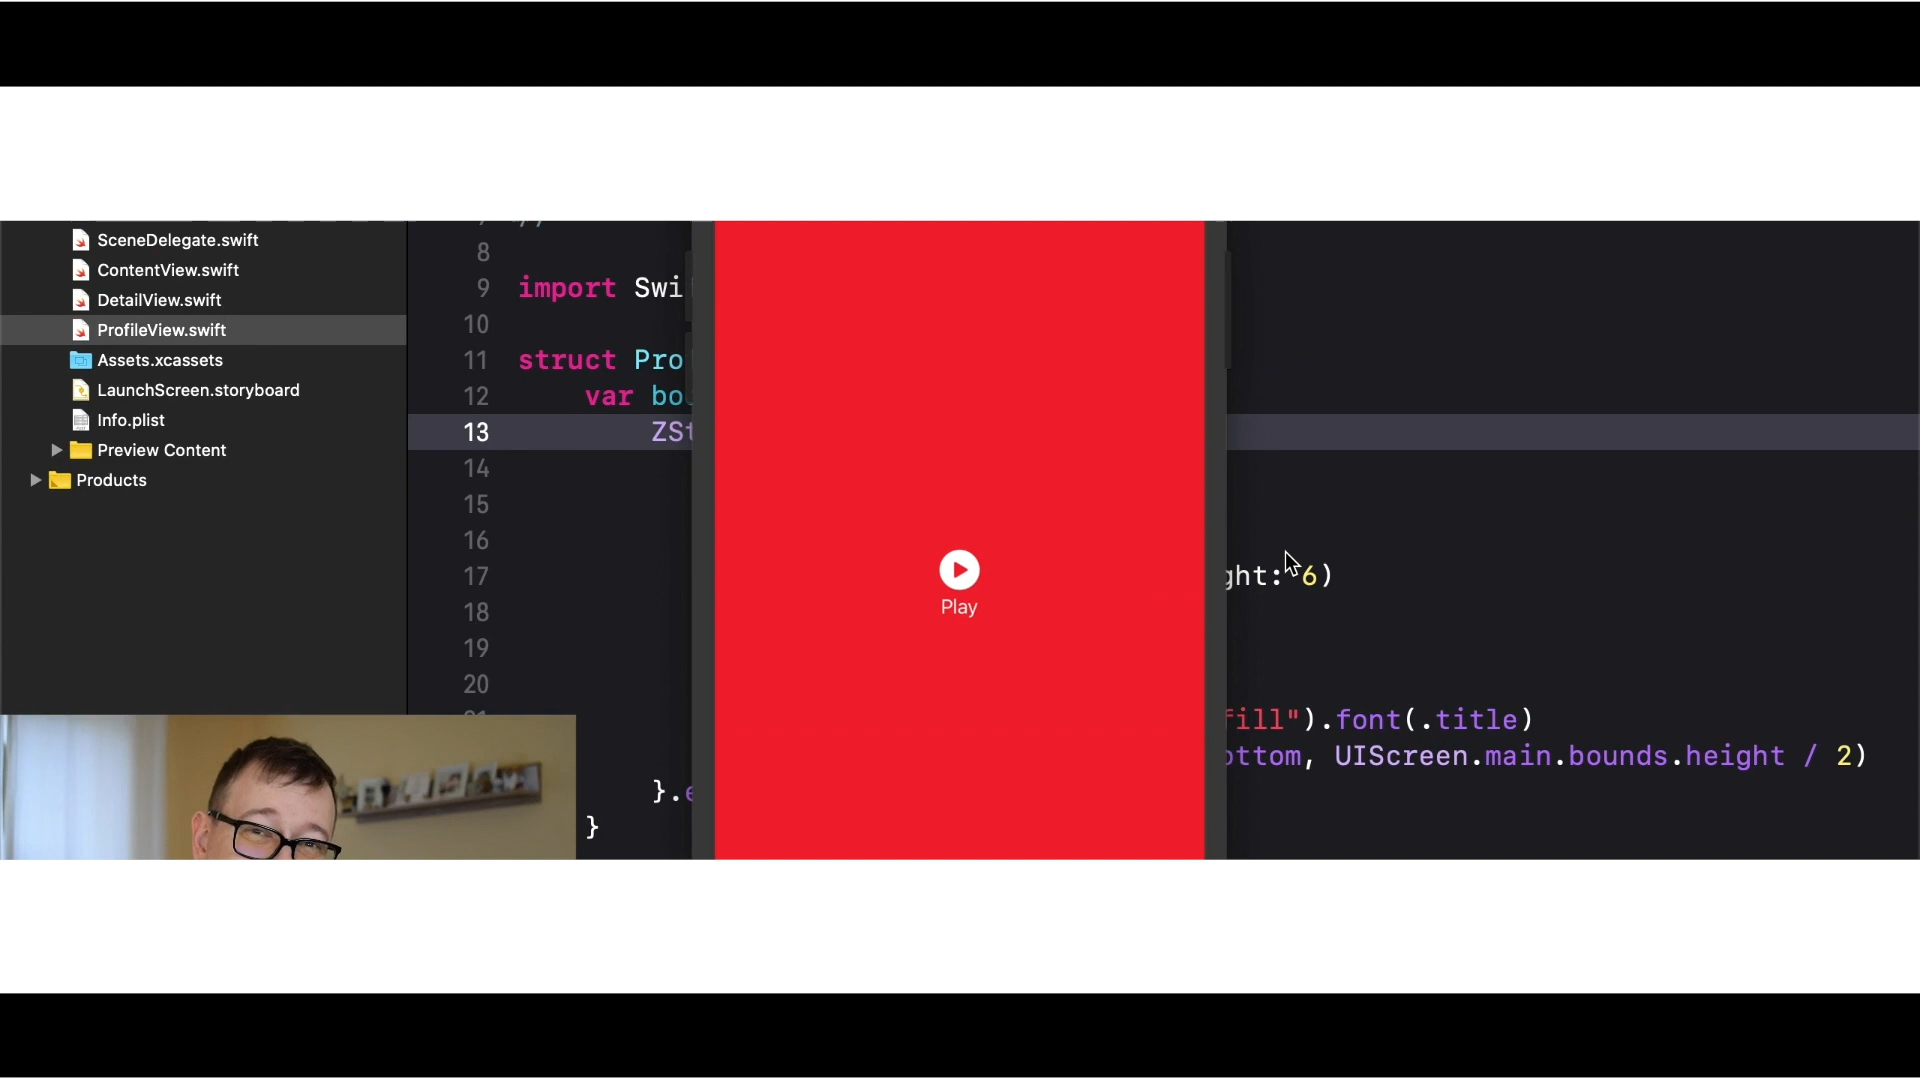 SceneDelegate.swift
ContentView.swift
DetailView.swift
ProfileView.swift
Assets.xcassets
LaunchScreen.storyboard
Info.plist
Preview Content
Products
8
9 import Swi
10
11 struct Pro
12 var bo
13 ZSt
14
15
16
17 ght: 6)
18
19
20
fill").font(.title)
ottom, UIScreen.main.bounds.height / 2)
}.e
}
Play